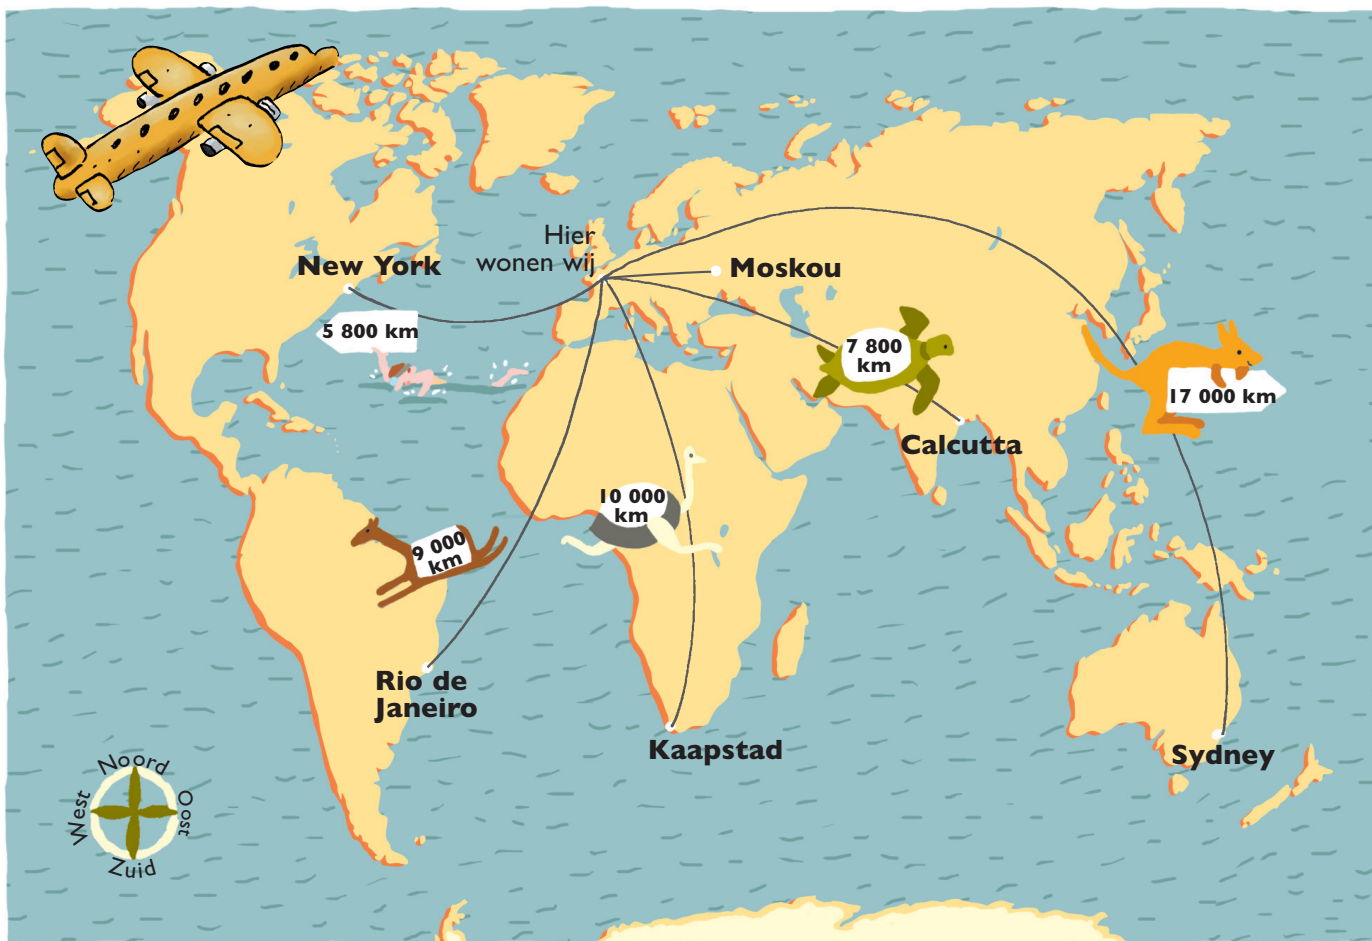 Hier
wonen wij
New York
Moskou
5 800 km
7 800
km
17 000 km
Calcutta
10 000
km
9 000
km
Rio de
Janeiro
Kaapstad
Sydney
Noord
West
Oost
Zuid